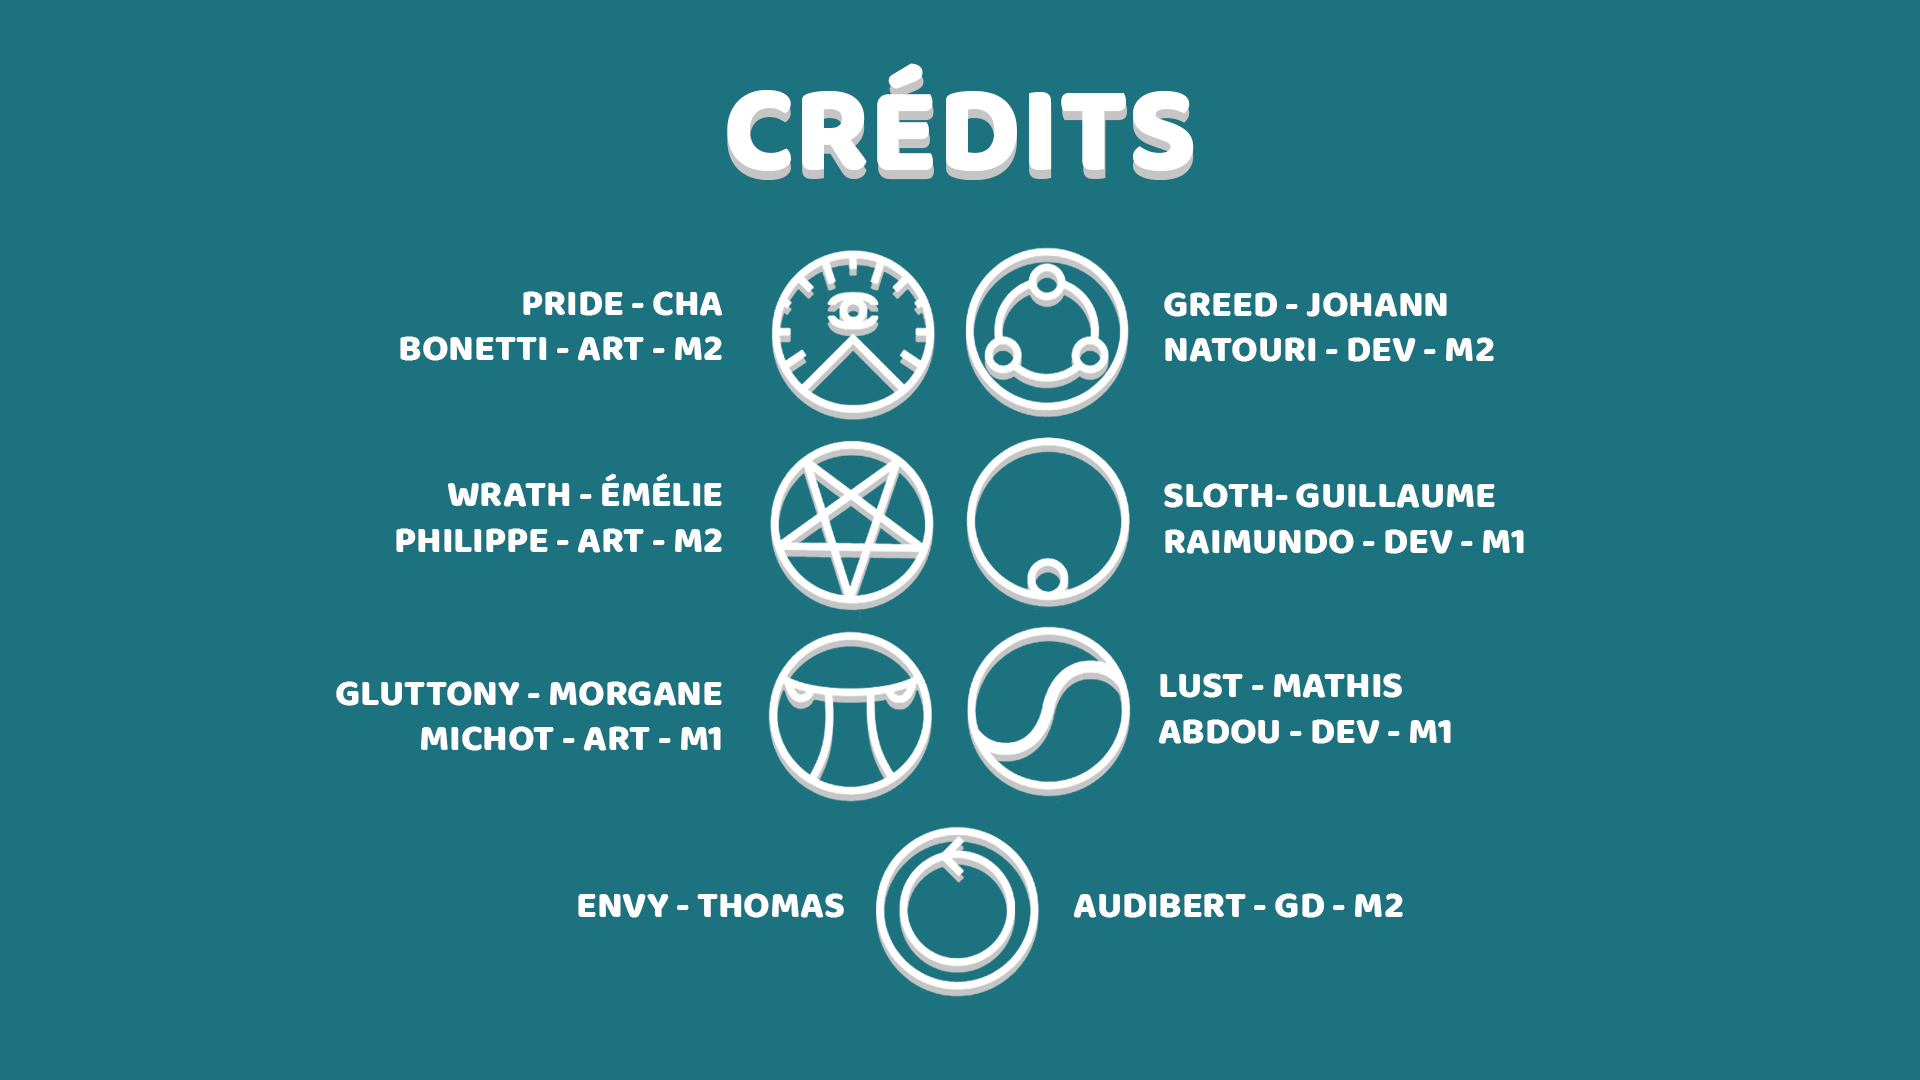 CRÉDITS
PRIDE - CHA
BONETTI - ART - M2
GREED - JOHANN
NATOURI - DEV - M2
WRATH - ÉMÉLIE
PHILIPPE - ART - M2
SLOTH- GUILLAUME
RAIMUNDO - DEV - M1
GLUTTONY - MORGANE
MICHOT - ART - M1
LUST - MATHIS
ABDOU - DEV - M1
ENVY - THOMAS
AUDIBERT - GD - M2